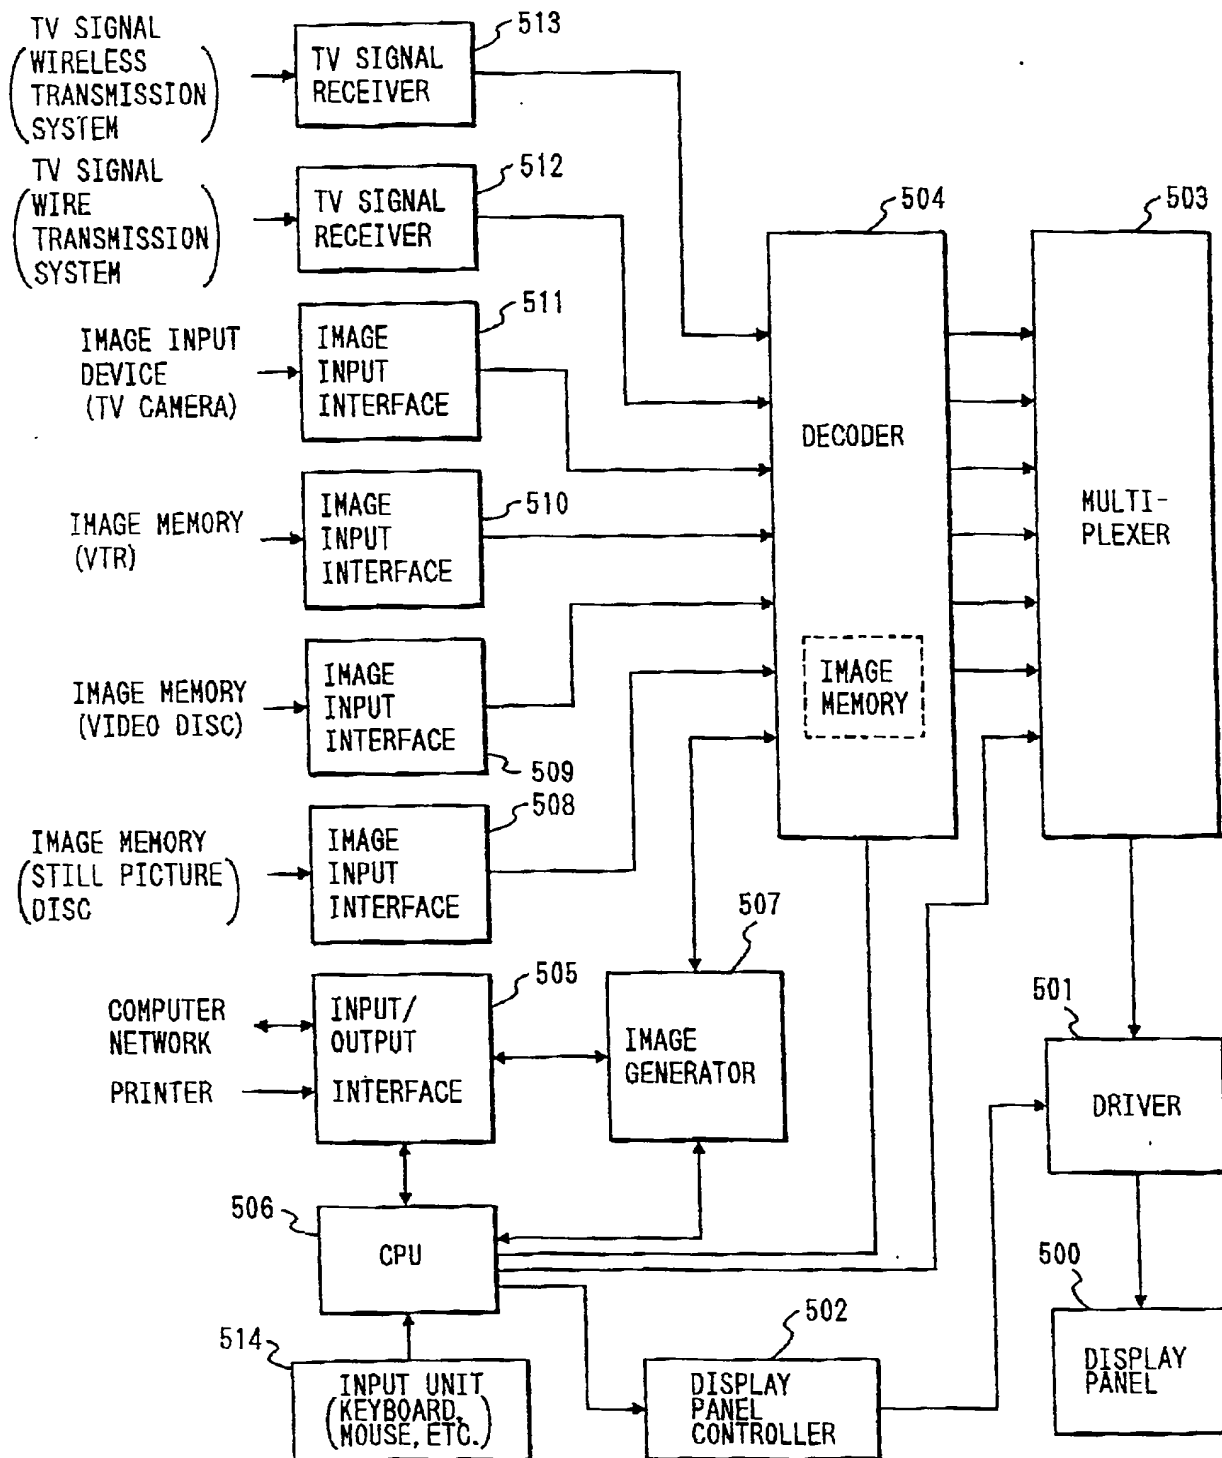 TV SIGNAL
WIRELESS
TRANSMISSION
SYSTEM
513
TV SIGNAL
RECEIVER
TV SIGNAL
WIRE
TRANSMISSION
SYSTEM
512
TV SIGNAL
RECEIVER
504
503
IMAGE INPUT
DEVICE
(TV CAMERA)
511
IMAGE
INPUT
INTERFACE
DECODER
MULTI-
PLEXER
IMAGE MEMORY
(VTR)
510
IMAGE
INPUT
INTERFACE
IMAGE
MEMORY
IMAGE MEMORY
(VIDEO DISC)
IMAGE
INPUT
INTERFACE
509
IMAGE MEMORY
(STILL PICTURE)
DISC
508
IMAGE
INPUT
INTERFACE
507
COMPUTER
NETWORK
PRINTER
505
INPUT/
OUTPUT
INTERFACE
IMAGE
GENERATOR
501
DRIVER
506
CPU
500
DISPLAY
PANEL
514
INPUT UNIT
(KEYBOARD,
MOUSE, ETC.)
502
DISPLAY
PANEL
CONTROLLER